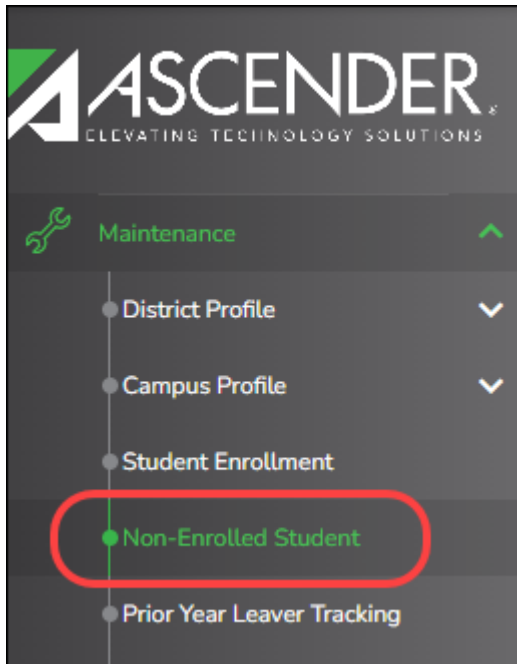 ASCENDER
ELEVATING TECHNOLOGY SOLUTIONS
Maintenance
District Profile
Campus Profile
Student Enrollment
Non-Enrolled Student
Prior Year Leaver Tracking